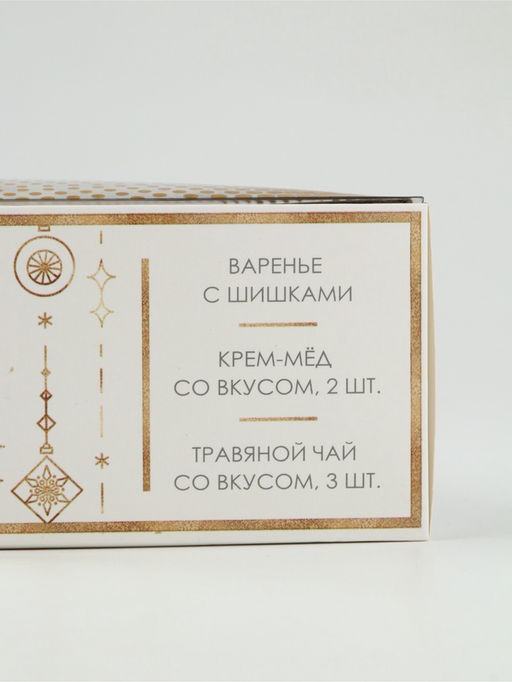 ВАРЕНЬЕ
С ШИШКАМИ
КРЕМ-МЁД
СО ВКУСОМ, 2 ШТ.
ТРАВЯНОЙ ЧАЙ
СО ВКУСОМ, 3 ШТ.